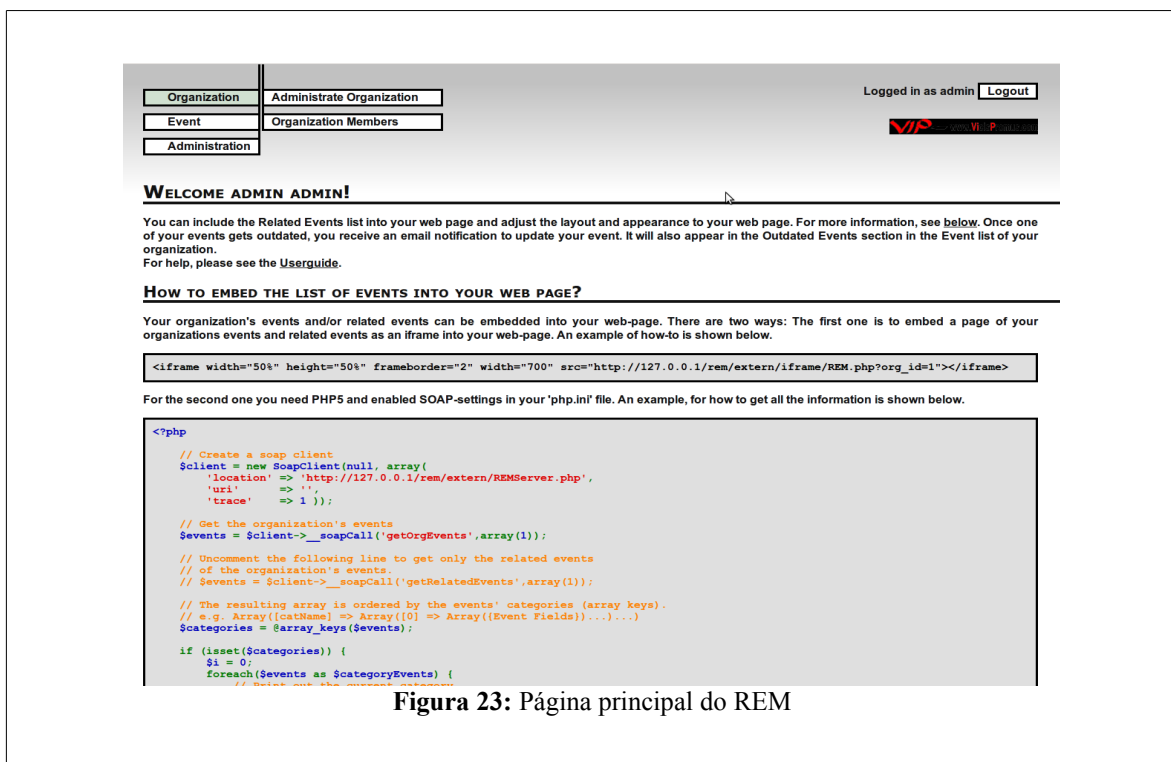 Organization Administrate Organization Logged in as admin Logout
Event Organization Members
VIP
Administration
WELCOME ADMIN ADMIN!
You can include the Related Events list into your web page and adjust the layout and appearance to your web page. For more information, see below. Once one
of your events gets outdated, you receive an email notification to update your event. It will also appear in the Outdated Events section in the Event list of your
organization.
For help, please see the Userguide.
HOW TO EMBED THE LIST OF EVENTS INTO YOUR WEB PAGE?
Your organization's events and/or related events can be embedded into your web-page. There are two ways: The first one is to embed a page of your
organizations events and related events as an iframe into your web-page. An example of how-to is shown below.
<iframe width="50%" height="50%" frameborder="2" width="700" src="http://127.0.0.1/rem/extern/iframe/REM.php?org_id=1"></iframe>
For the second one you need PHP5 and enabled SOAP-settings in your 'php.ini' file. An example, for how to get all the information is shown below.
<?php
// Create a soap client
$client = new SoapClient(null, array(
'location' => 'http://127.0.0.1/rem/extern/REMServer.php',
'uri' => '',
'trace' => 1 ));
// Get the organization's events
$events = $client->__soapCall('getOrgEvents',array(1));
// Uncomment the following line to get only the related events
// of the organization's events.
// $events = $client->__soapCall('getRelatedEvents',array(1));
// The resulting array is ordered by the events' categories (array keys).
// e.g. Array([catName] => Array([0] => Array({Event Fields})...)...)
$categories = @array_keys($events);
if (isset($categories)) {
$i = 0;
foreach($events as $categoryEvents) {
// Print out the current category
Figura 23: Página principal do REM